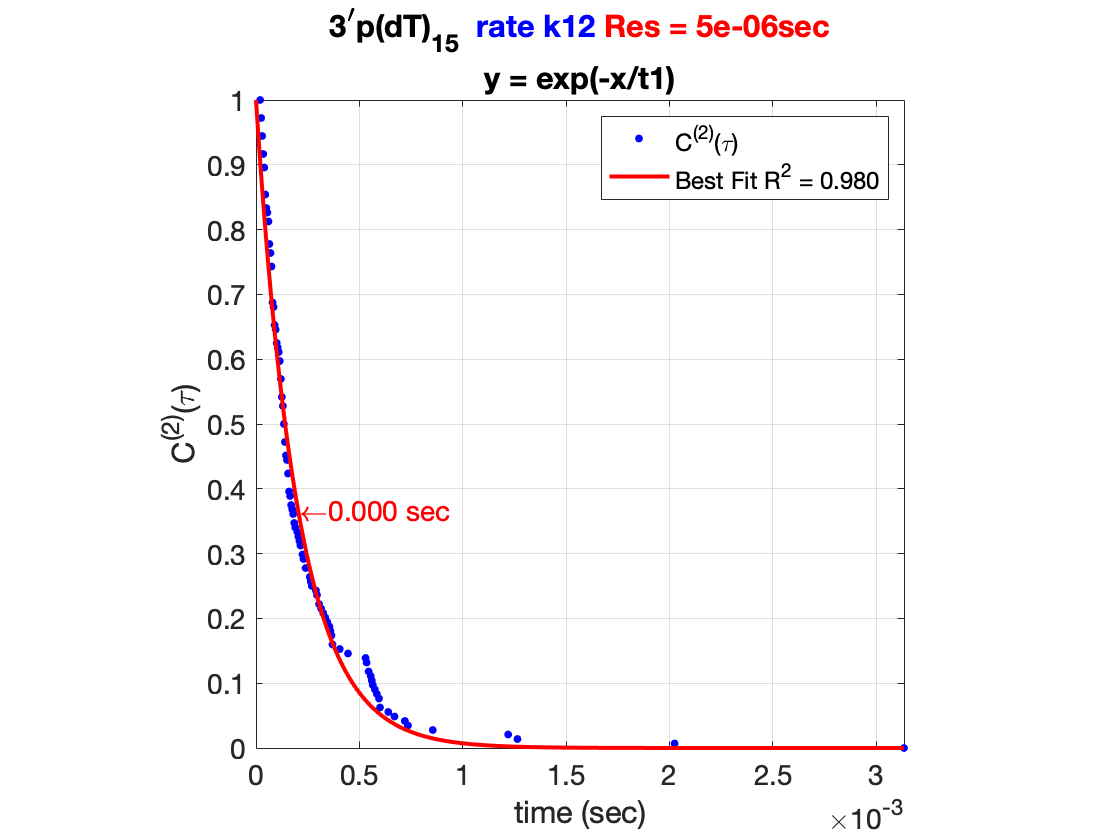 3′p(dT)₁₅ rate k12 Res = 5e-06sec
y = exp(-x/t1)
C⁽²⁾(τ)
Best Fit R² = 0.980
←0.000 sec
C⁽²⁾(τ)
1
0.9
0.8
0.7
0.6
0.5
0.4
0.3
0.2
0.1
0
0 0.5 1 1.5 2 2.5 3
time (sec)
×10⁻³